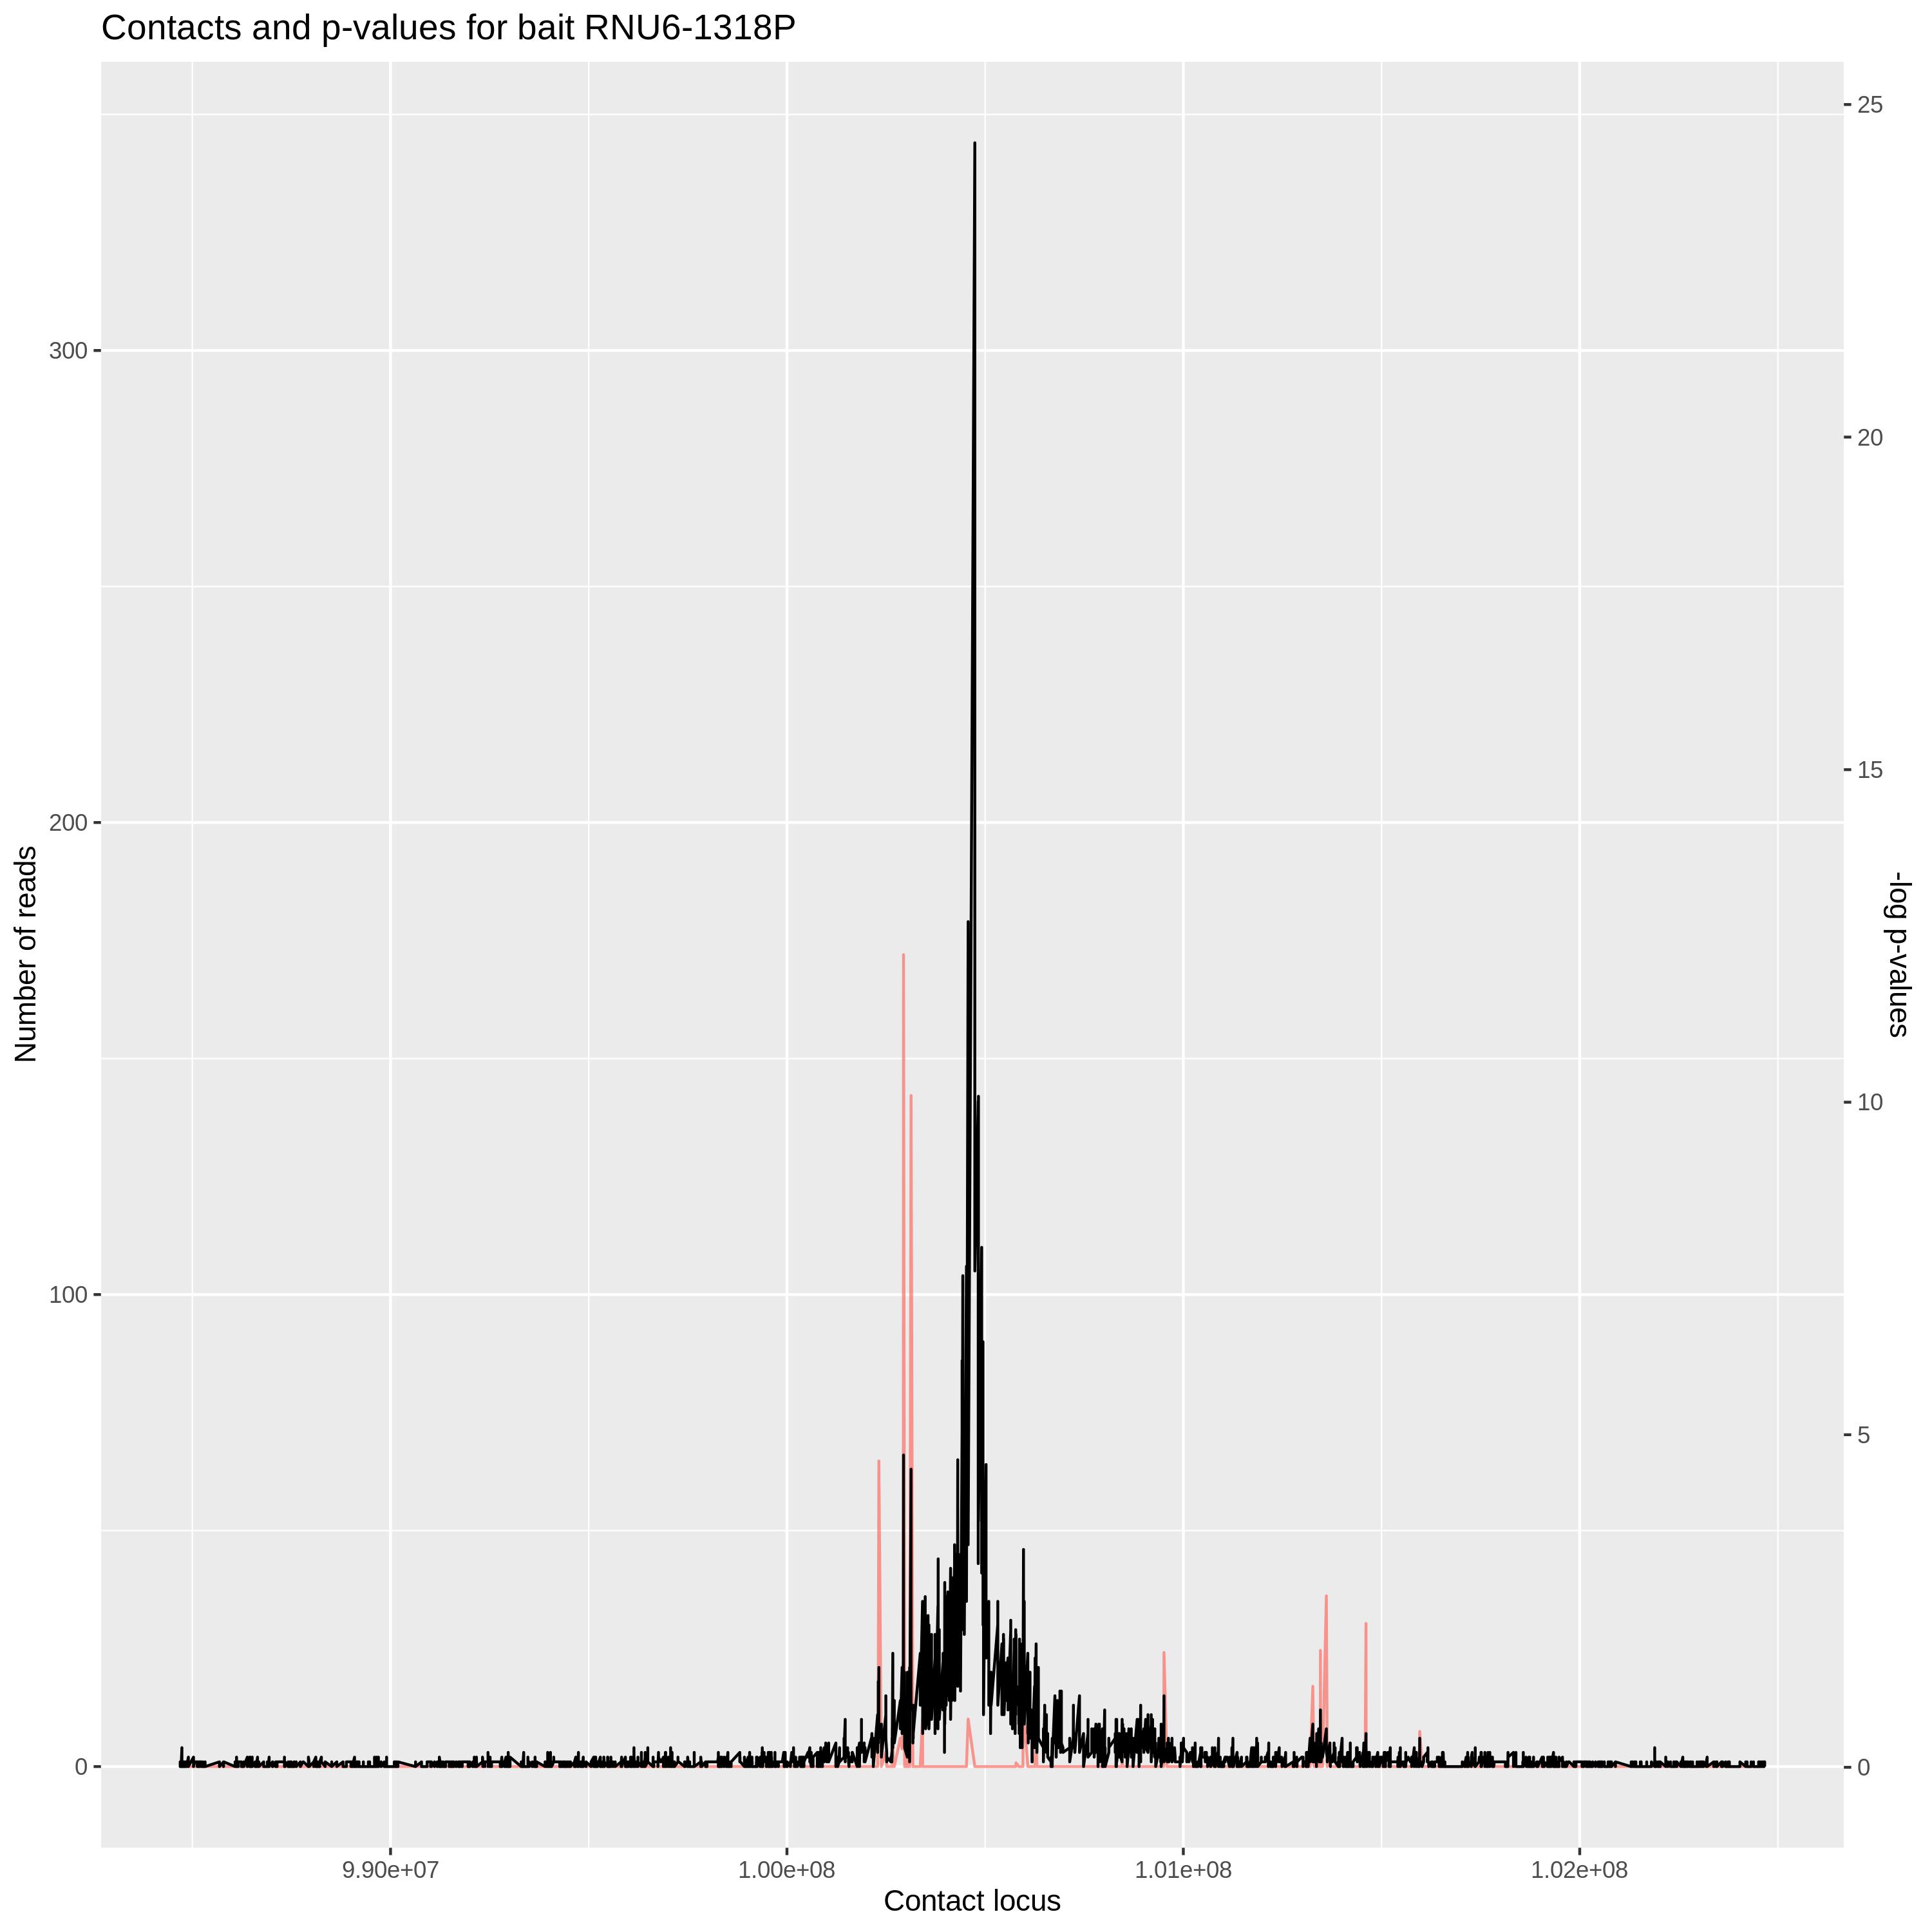 Contacts and p-values for bait RNU6-1318P
Number of reads
300
200
100
0
25
20
15
10
5
0
-log p-values
9.90e+07
1.00e+08
1.01e+08
1.02e+08
Contact locus